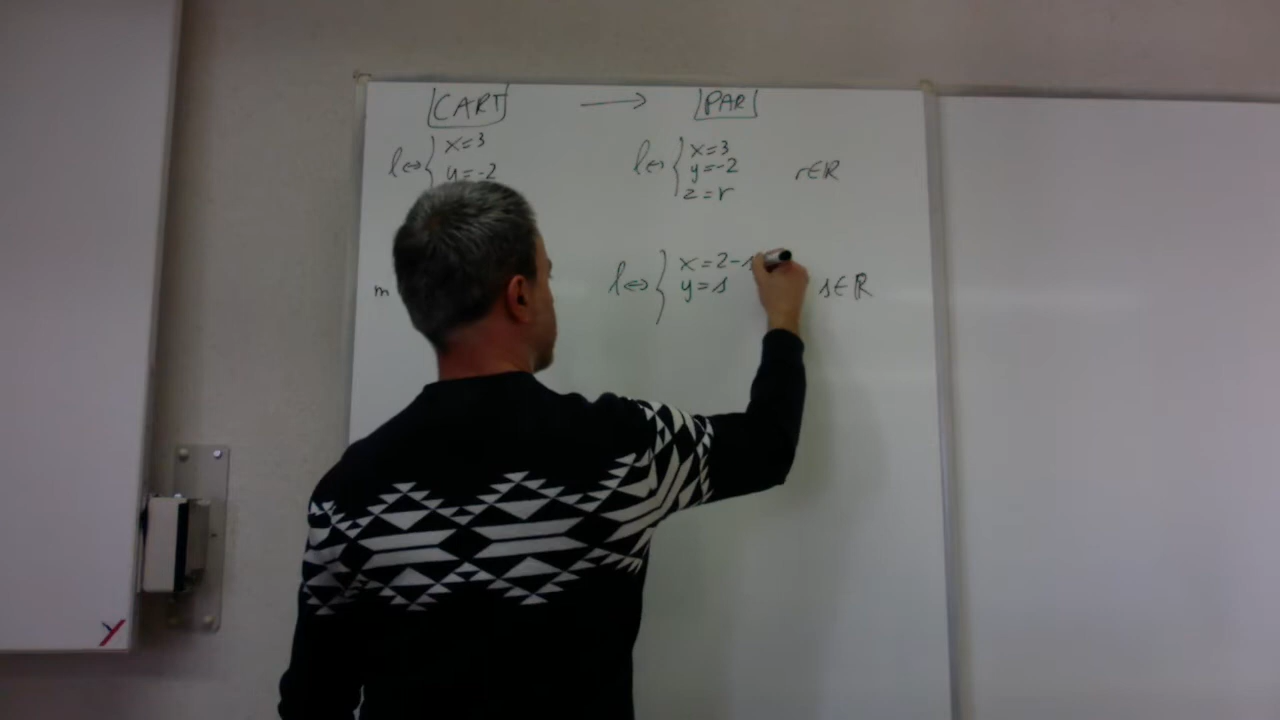 CART → PAR
l⇔{ x=3
y=-2
l⇔{ x=3
y=-2
z=r
r∈ℝ
m
l⇔{ x=2-s
y=s
s∈ℝ